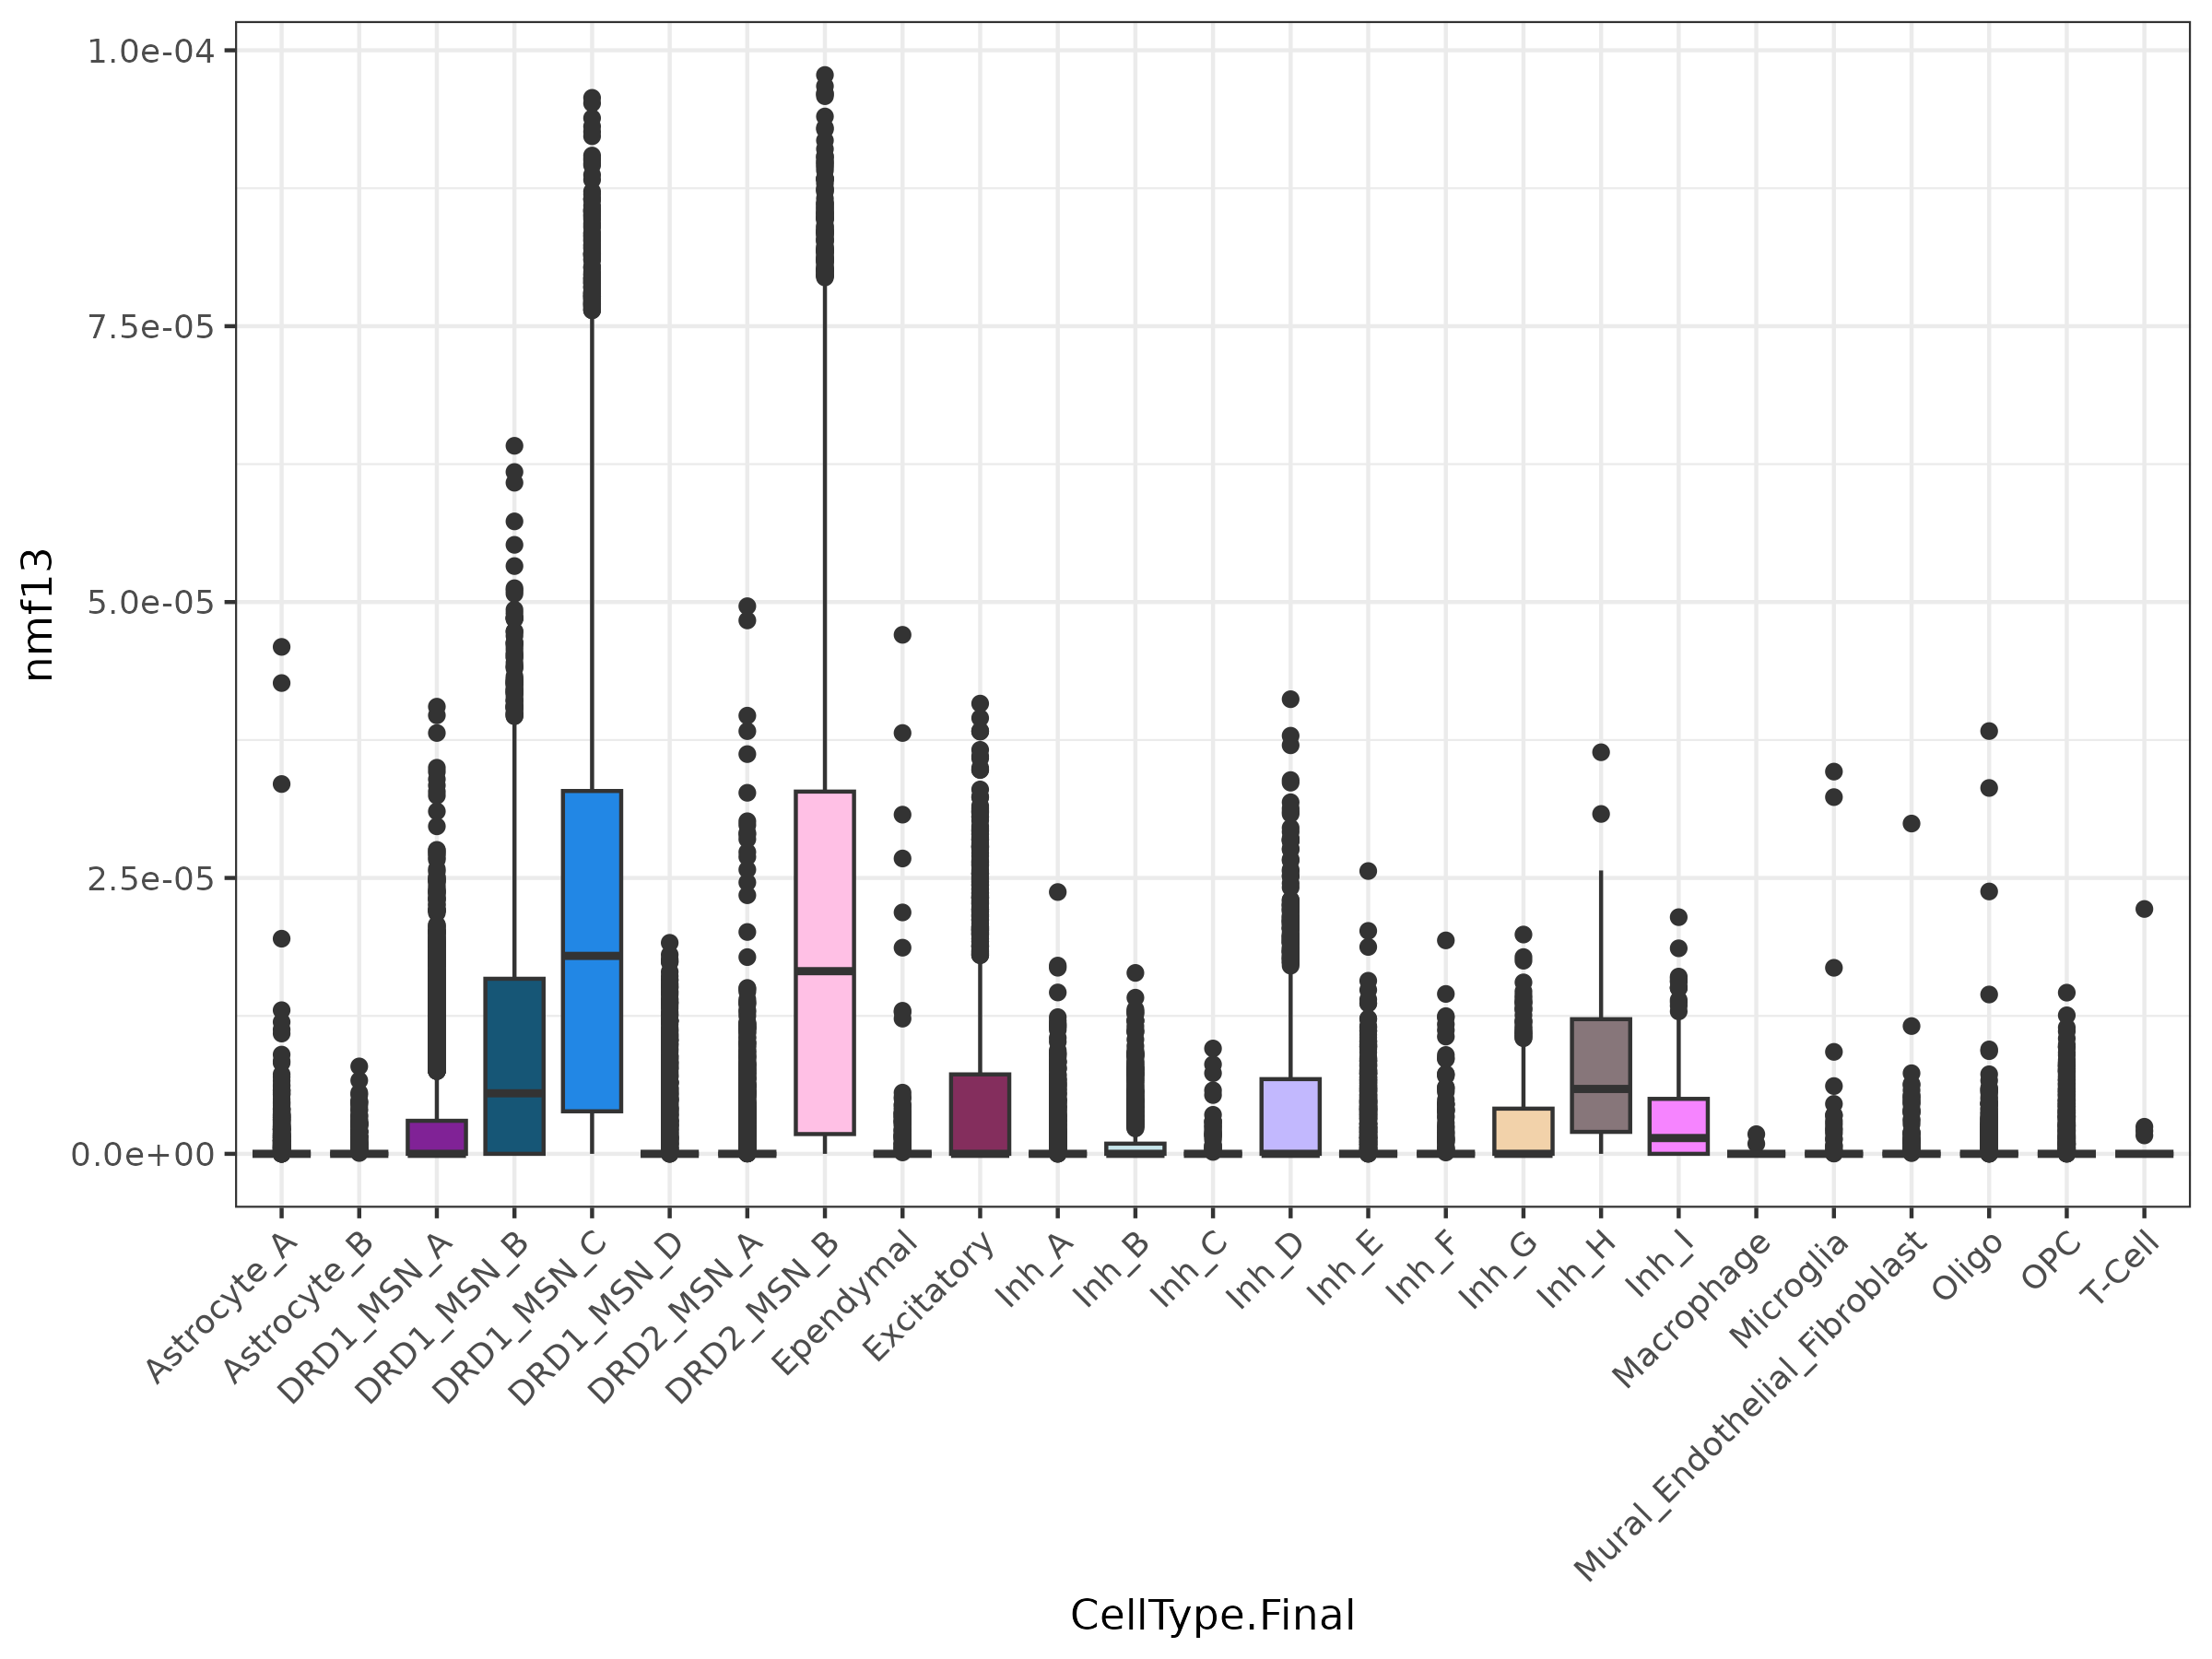 1.0e-04
7.5e-05
5.0e-05
2.5e-05
0.0e+00
nmf13
Astrocyte_A
Astrocyte_B
DRD1_MSN_A
DRD1_MSN_B
DRD1_MSN_C
DRD1_MSN_D
DRD2_MSN_A
DRD2_MSN_B
Ependymal
Excitatory
Inh_A
Inh_B
Inh_C
Inh_D
Inh_E
Inh_F
Inh_G
Inh_H
Inh_I
Macrophage
Microglia
Mural_Endothelial_Fibroblast
Oligo
OPC
T-Cell
CellType.Final